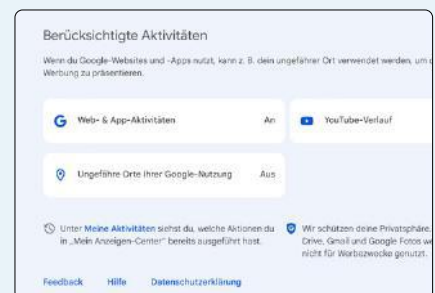 Berücksichtigte Aktivitäten
Wenn du Google-Websites und -Apps nutzt, kann z. B. dein ungefährer Ort verwendet werden, um
Werbung zu präsentieren.
Web- & App-Aktivitäten An
YouTube-Verlauf
Ungefähre Orte Ihrer Google-Nutzung Aus
Unter Meine Aktivitäten siehst du, welche Aktionen du
in „Mein Anzeigen-Center“ bereits ausgeführt hast.
Wir schützen deine Privatsphäre.
Drive, Gmail und Google Fotos
nicht für Werbezwecke genutzt.
Feedback Hilfe Datenschutzerklärung